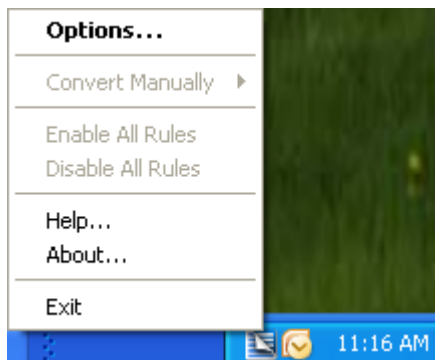 Options...
Convert Manually
Enable All Rules
Disable All Rules
Help...
About...
Exit
11:16 AM